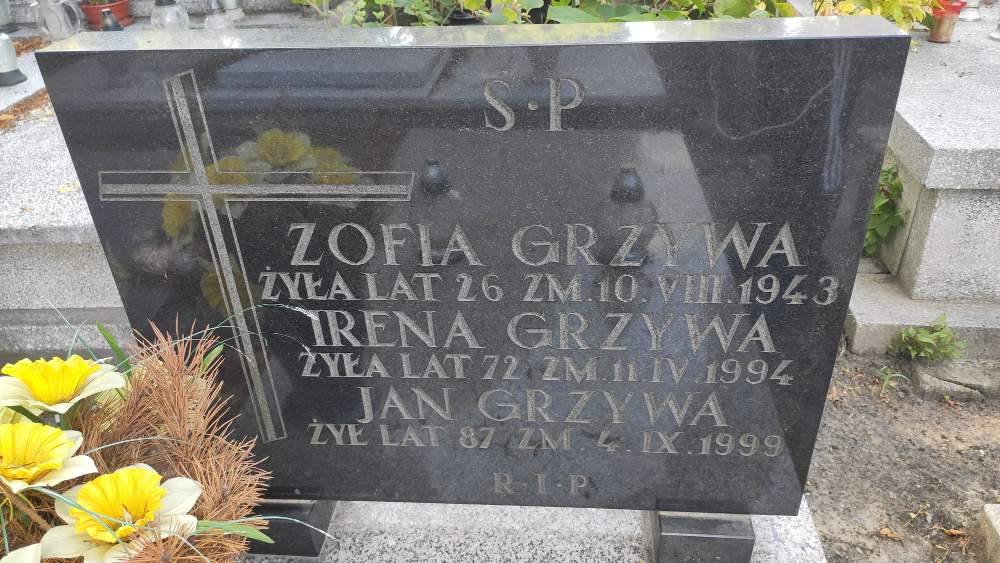 Ś·P
ZOFIA GRZYWA
ŻYŁA LAT 26 ZM. 10. VIII. 1943
IRENA GRZYWA
ŻYŁA LAT 72 ZM. 11. IV. 1994
JAN GRZYWA
ŻYŁ LAT 87 ZM. 4. IX. 1999
R·I·P